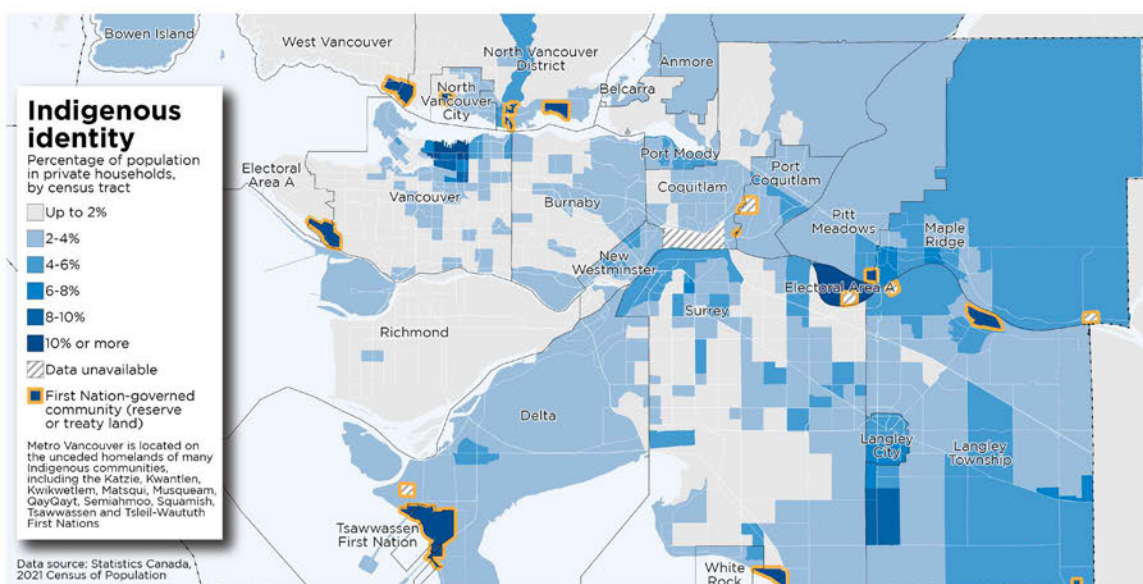 Bowen Island
West Vancouver
North Vancouver
District
Anmore
North
Vancouver
City
Belcarra
Indigenous
identity
Percentage of population
in private households,
by census tract
Up to 2%
2-4%
4-6%
6-8%
8-10%
10% or more
Data unavailable
First Nation-governed
community (reserve
or treaty land)
Metro Vancouver is located on
the unceded homelands of many
Indigenous communities,
including the Katzie, Kwantlen,
Kwikwetlem, Matsqui, Musqueam,
QayQayt, Semiahmoo, Squamish,
Tsawwassen and Tsleil-Waututh
First Nations
Data source: Statistics Canada,
2021 Census of Population
Electoral
Area A
Vancouver
Burnaby
Port Moody
Coquitlam
Port
Coquitlam
Pitt
Meadows
Maple
Ridge
New
Westminster
Electoral Area A
Surrey
Richmond
Delta
Langley
City
Langley
Township
Tsawwassen
First Nation
White
Rock